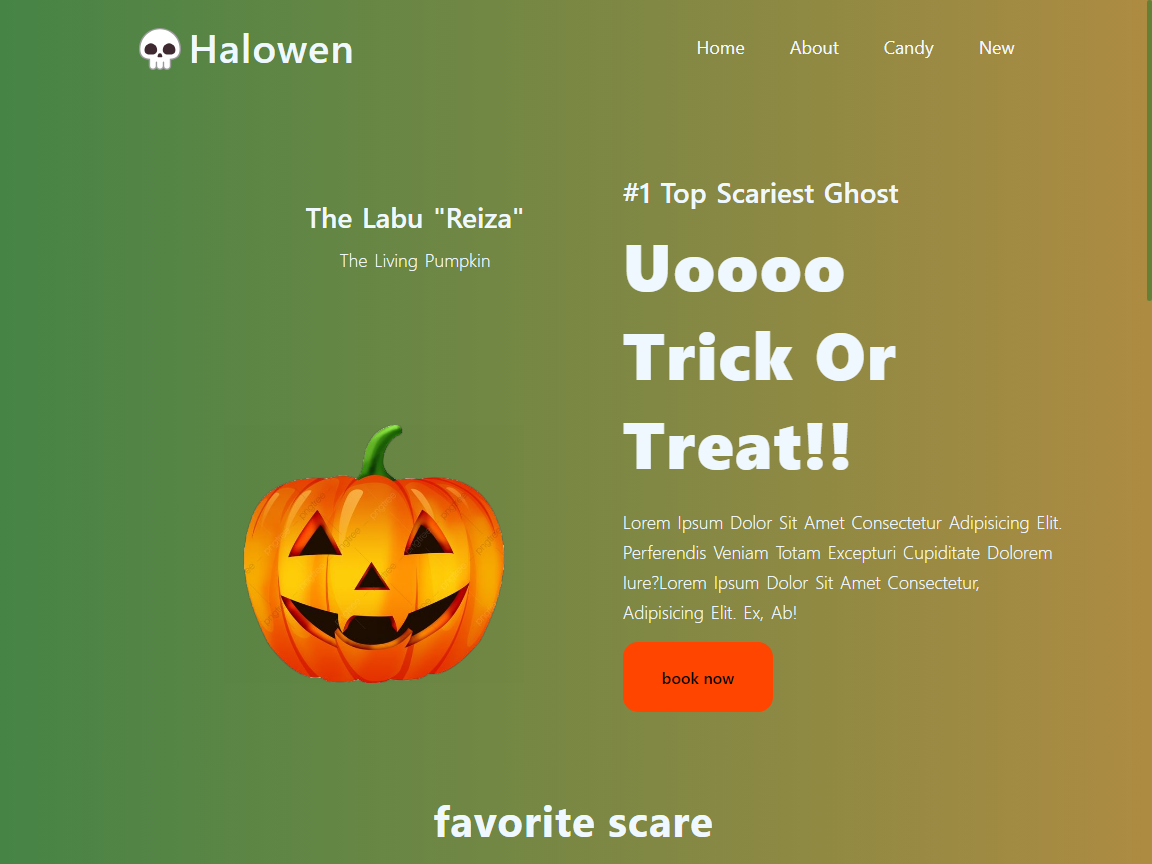 Halowen
Home About Candy New
The Labu "Reiza"
The Living Pumpkin
#1 Top Scariest Ghost
Uoooo
Trick Or
Treat!!
Lorem Ipsum Dolor Sit Amet Consectetur Adipisicing Elit.
Perferendis Veniam Totam Excepturi Cupiditate Dolorem
Iure?Lorem Ipsum Dolor Sit Amet Consectetur,
Adipisicing Elit. Ex, Ab!
book now
favorite scare